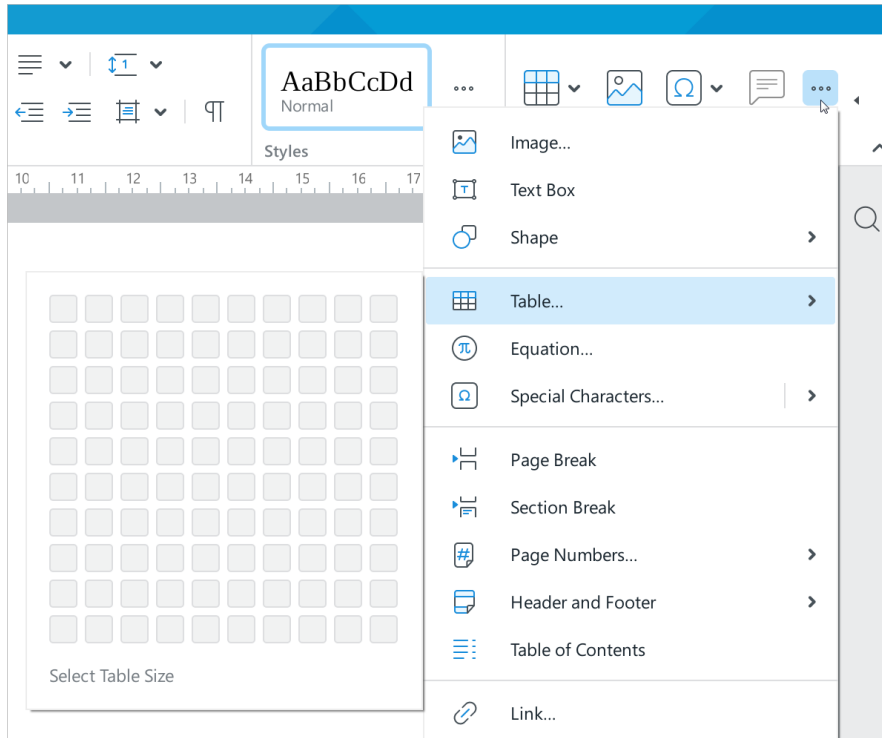 1
AaBbCcDd
Normal
Ω
Styles
10 11 12 13 14 15 16 17
Image...
T
Text Box
Shape
Table...
π
Equation...
Ω
Special Characters...
Page Break
Section Break
#
Page Numbers...
Header and Footer
Table of Contents
Link...
Select Table Size